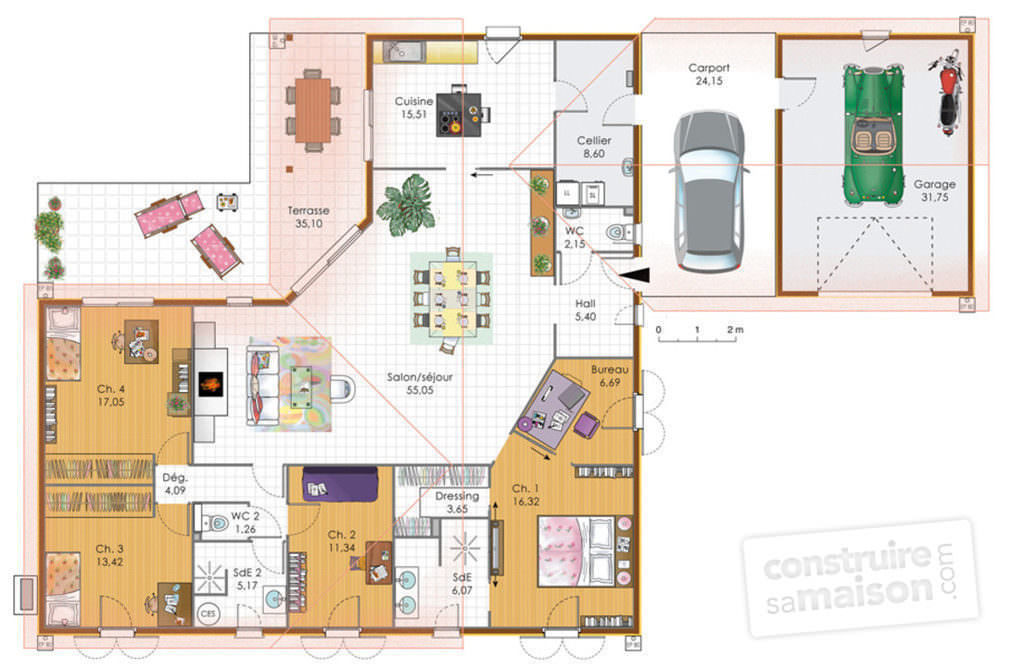 Cuisine
15,51
Cellier
8,60
Carport
24,15
Garage
31,75
Terrasse
35,10
LL
SL
WC
2,15
Hall
5,40
0 1 2 m
Salon/séjour
55,05
Bureau
6,69
Ch. 4
17,05
Dég.
4,09
Ch. 1
16,32
Dressing
3,65
WC 2
1,26
Ch. 2
11,34
Ch. 3
13,42
SdE 2
5,17
SdE
6,07
CES
construire
samaison.com